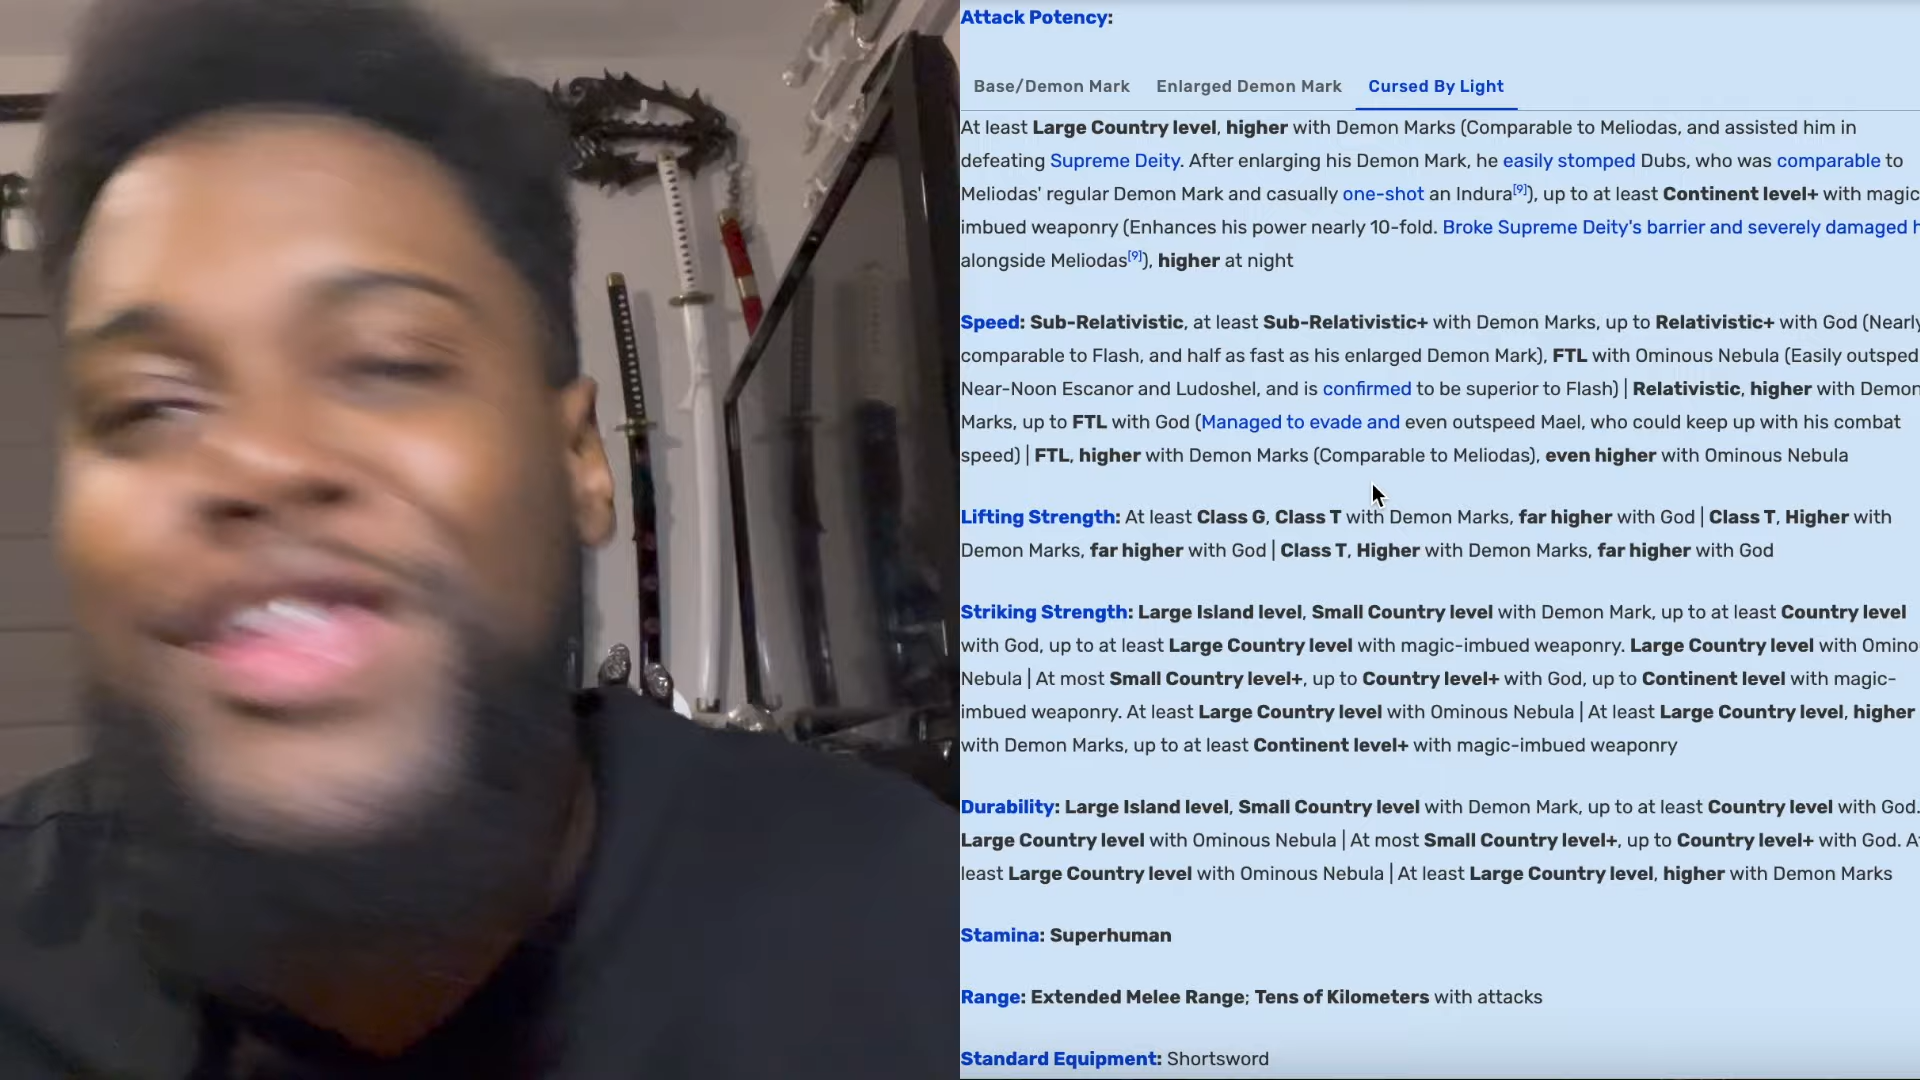 Attack Potency:
Base/Demon Mark Enlarged Demon Mark Cursed By Light
At least Large Country level, higher with Demon Marks (Comparable to Meliodas, and assisted him in
defeating Supreme Deity. After enlarging his Demon Mark, he easily stomped Dubs, who was comparable to
Meliodas' regular Demon Mark and casually one-shot an Indura[9]), up to at least Continent level+ with magic
imbued weaponry (Enhances his power nearly 10-fold. Broke Supreme Deity's barrier and severely damaged
alongside Meliodas[9]), higher at night
Speed: Sub-Relativistic, at least Sub-Relativistic+ with Demon Marks, up to Relativistic+ with God (Nearly
comparable to Flash, and half as fast as his enlarged Demon Mark), FTL with Ominous Nebula (Easily outsped
Near-Noon Escanor and Ludoshel, and is confirmed to be superior to Flash) | Relativistic, higher with Demon
Marks, up to FTL with God (Managed to evade and even outspeed Mael, who could keep up with his combat
speed) | FTL, higher with Demon Marks (Comparable to Meliodas), even higher with Ominous Nebula
Lifting Strength: At least Class G, Class T with Demon Marks, far higher with God | Class T, Higher with
Demon Marks, far higher with God | Class T, Higher with Demon Marks, far higher with God
Striking Strength: Large Island level, Small Country level with Demon Mark, up to at least Country level
with God, up to at least Large Country level with magic-imbued weaponry. Large Country level with Omino
Nebula | At most Small Country level+, up to Country level+ with God, up to Continent level with magic-
imbued weaponry. At least Large Country level with Ominous Nebula | At least Large Country level, higher
with Demon Marks, up to at least Continent level+ with magic-imbued weaponry
Durability: Large Island level, Small Country level with Demon Mark, up to at least Country level with God.
Large Country level with Ominous Nebula | At most Small Country level+, up to Country level+ with God. At
least Large Country level with Ominous Nebula | At least Large Country level, higher with Demon Marks
Stamina: Superhuman
Range: Extended Melee Range; Tens of Kilometers with attacks
Standard Equipment: Shortsword